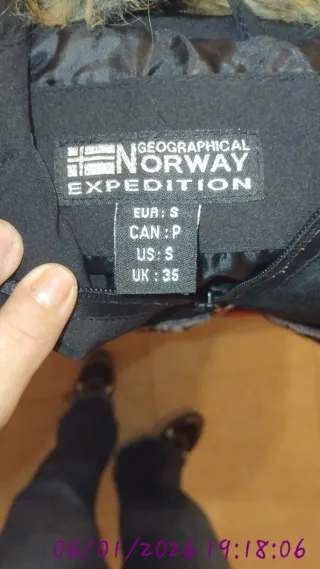 GEOGRAPHICAL
NORWAY
EXPEDITION
EUR : S
CAN : P
US : S
UK : 35
06/01/2026 19:18:06